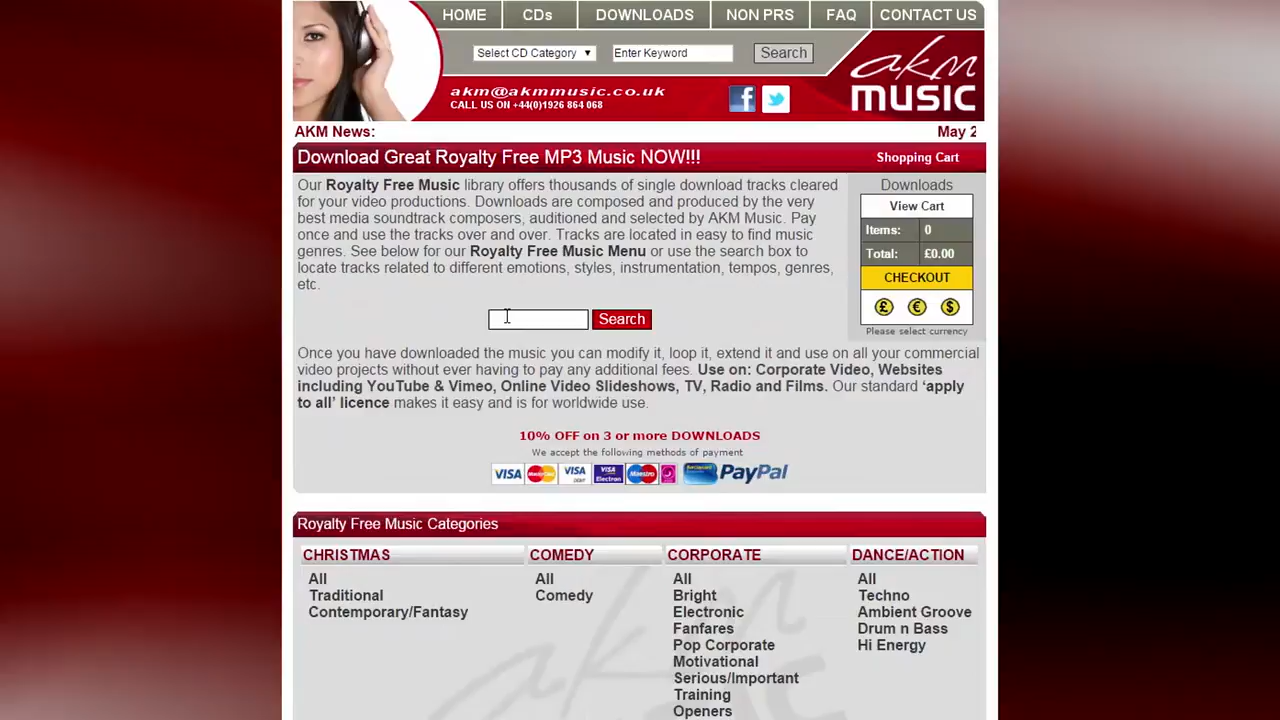 HOME CDs DOWNLOADS NON PRS FAQ CONTACT US
Select CD Category Enter Keyword Search
akm
MUSIC
akm@akmmusic.co.uk
CALL US ON +44(0)1926 864 068
AKM News: May 2
Download Great Royalty Free MP3 Music NOW!!! Shopping Cart
Our Royalty Free Music library offers thousands of single download tracks cleared
for your video productions. Downloads are composed and produced by the very
best media soundtrack composers, auditioned and selected by AKM Music. Pay
once and use the tracks over and over. Tracks are located in easy to find music
genres. See below for our Royalty Free Music Menu or use the search box to
locate tracks related to different emotions, styles, instrumentation, tempos, genres,
etc.
Downloads
View Cart
Items: 0
Total: £0.00
CHECKOUT
£ € $
Please select currency
Search
Once you have downloaded the music you can modify it, loop it, extend it and use on all your commercial
video projects without ever having to pay any additional fees. Use on: Corporate Video, Websites
including YouTube & Vimeo, Online Video Slideshows, TV, Radio and Films. Our standard ‘apply
to all’ licence makes it easy and is for worldwide use.
10% OFF on 3 or more DOWNLOADS
We accept the following methods of payment
VISA MasterCard VISA DEBIT VISA Electron Maestro PayPal
Royalty Free Music Categories
CHRISTMAS
All
Traditional
Contemporary/Fantasy
COMEDY
All
Comedy
CORPORATE
All
Bright
Electronic
Fanfares
Pop Corporate
Motivational
Serious/Important
Training
Openers
DANCE/ACTION
All
Techno
Ambient Groove
Drum n Bass
Hi Energy